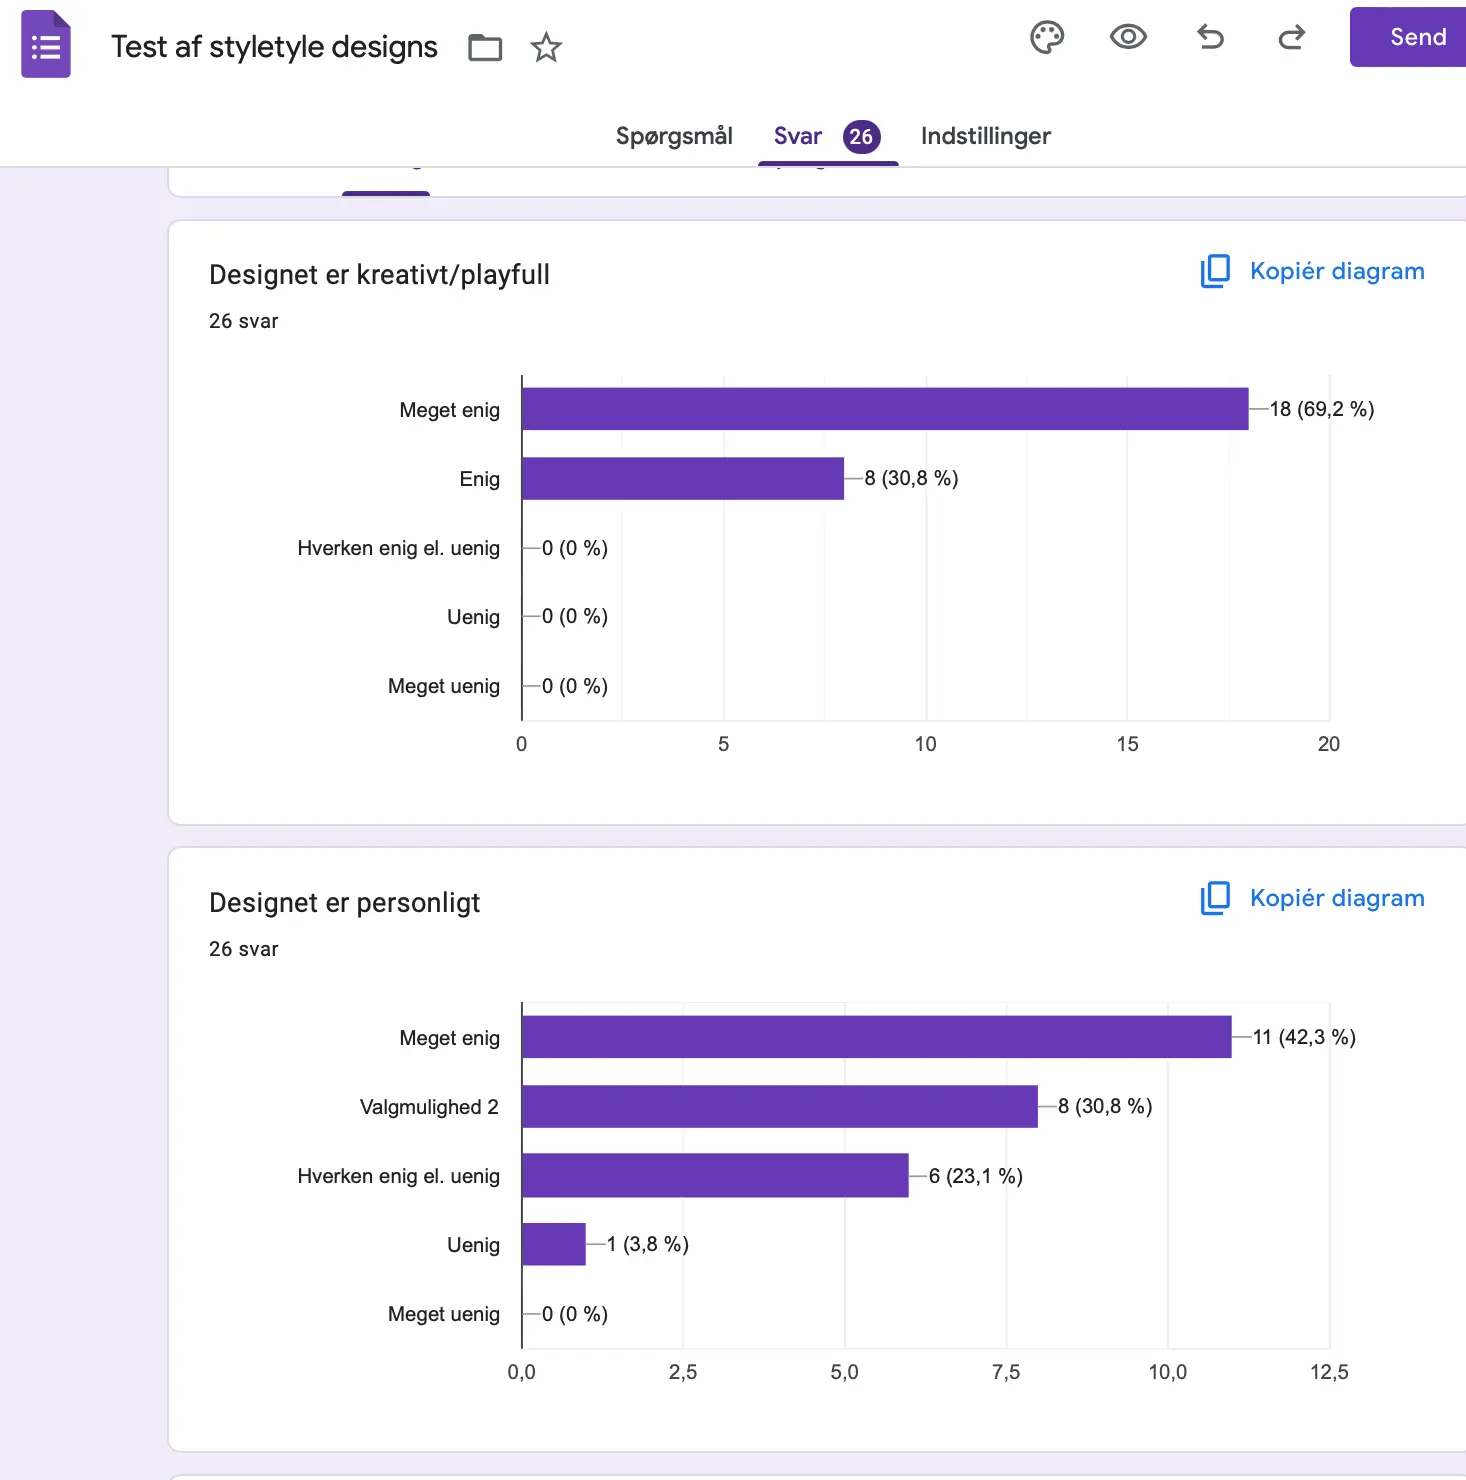 Test af styletyle designs
Send
Spørgsmål
Svar 26
Indstillinger
Designet er kreativt/playfull
Kopiér diagram
26 svar
Meget enig
18 (69,2 %)
Enig
8 (30,8 %)
Hverken enig el. uenig
0 (0 %)
Uenig
0 (0 %)
Meget uenig
0 (0 %)
0 5 10 15 20
Designet er personligt
Kopiér diagram
26 svar
Meget enig
11 (42,3 %)
Valgmulighed 2
8 (30,8 %)
Hverken enig el. uenig
6 (23,1 %)
Uenig
1 (3,8 %)
Meget uenig
0 (0 %)
0,0 2,5 5,0 7,5 10,0 12,5